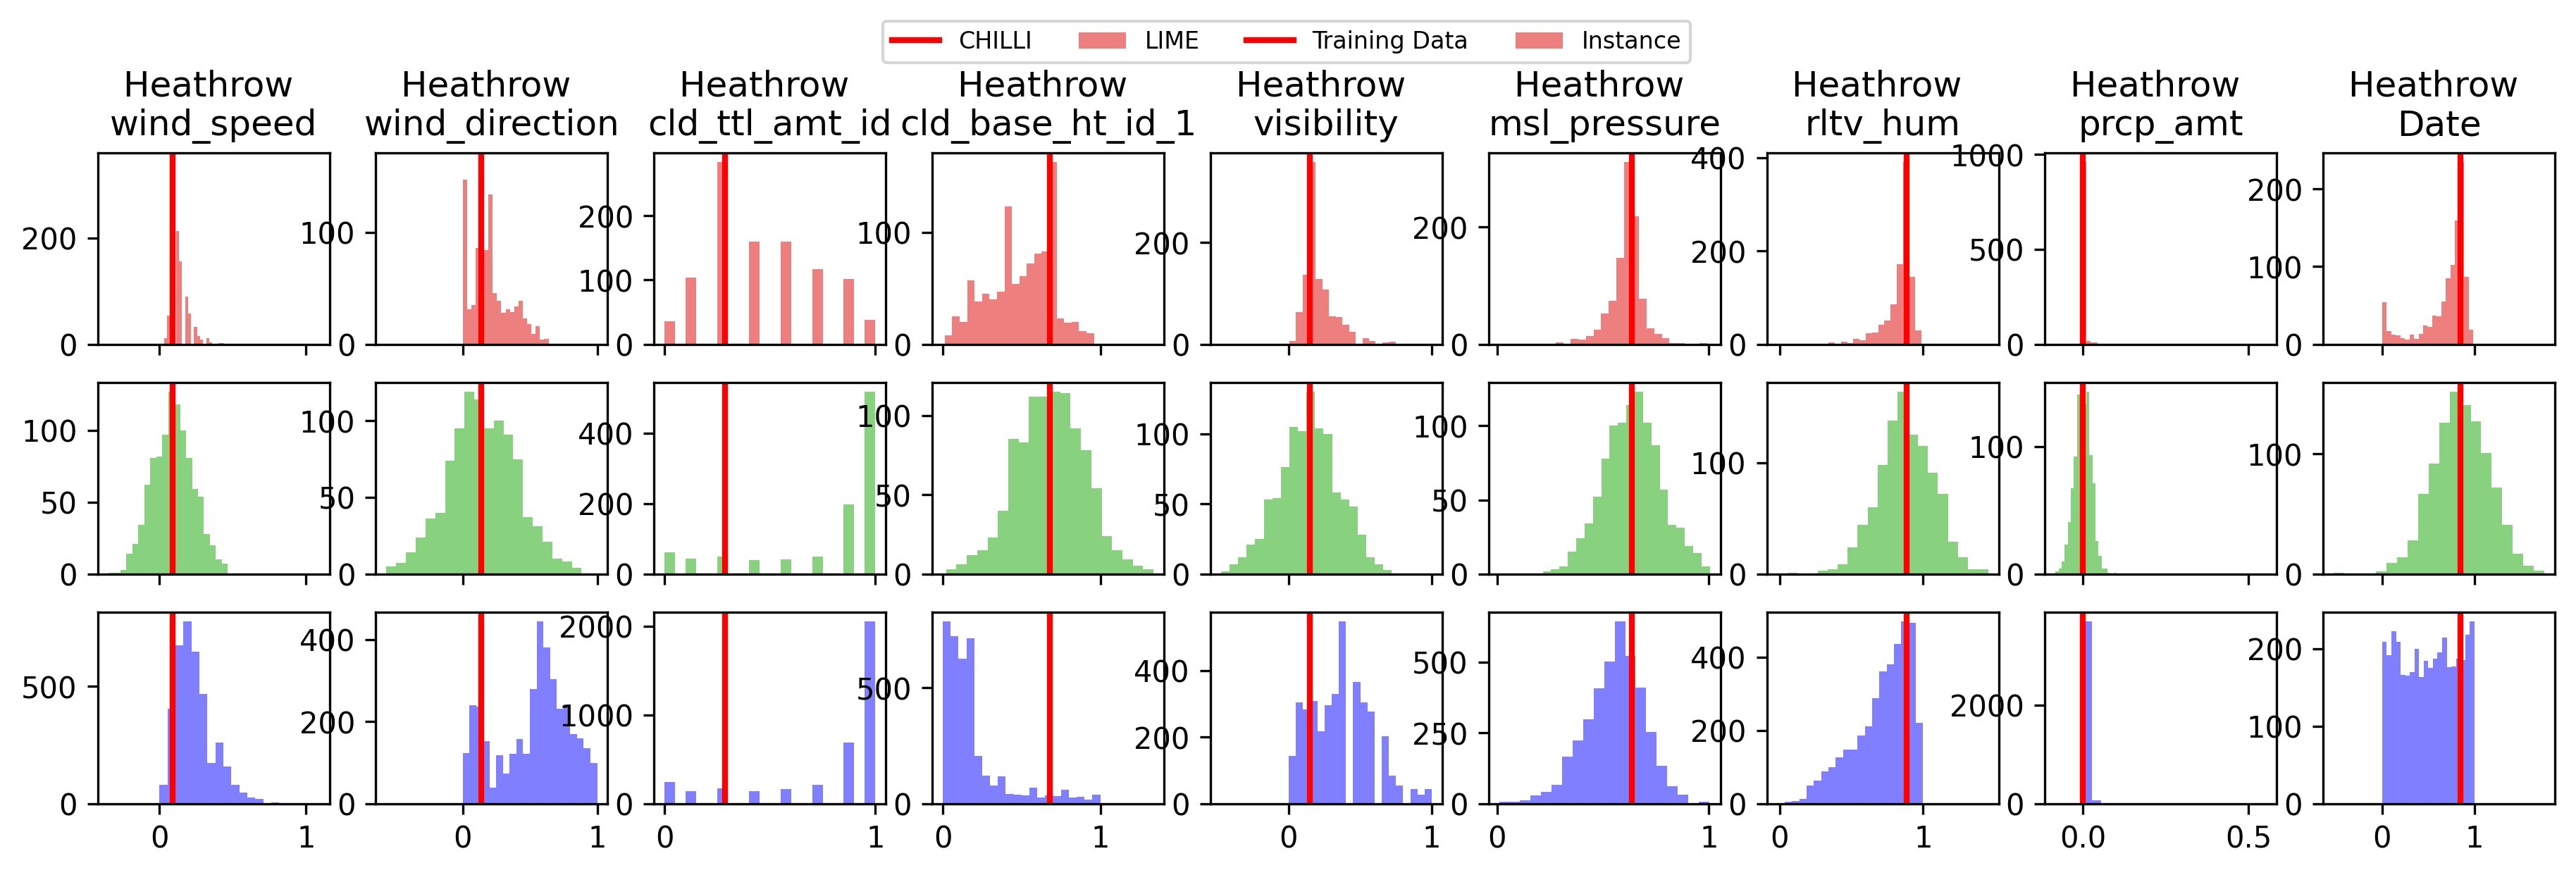 CHILLI LIME Training Data Instance
Heathrow Heathrow Heathrow Heathrow Heathrow Heathrow Heathrow Heathrow Heathrow
wind_speed wind_direction cld_ttl_amt_id cld_base_ht_id_1 visibility msl_pressure rltv_hum prcp_amt Date
200 0
100 0
200 100 0
100 0
200 0
200 0
400 200 0
1000 500 0
200 100 0
100 50 0
100 50 0
400 200 0
100 50 0
100 50 0
100 50 0
100 0
100 0
100 0
500 0
400 200 0
2000 1000 0
500 0
400 200 0
500 250 0
400 200 0
2000 0
200 100 0
0 1 0 1 0 1 0 1 0 1 0 1 0 1 0.0 0.5 0 1